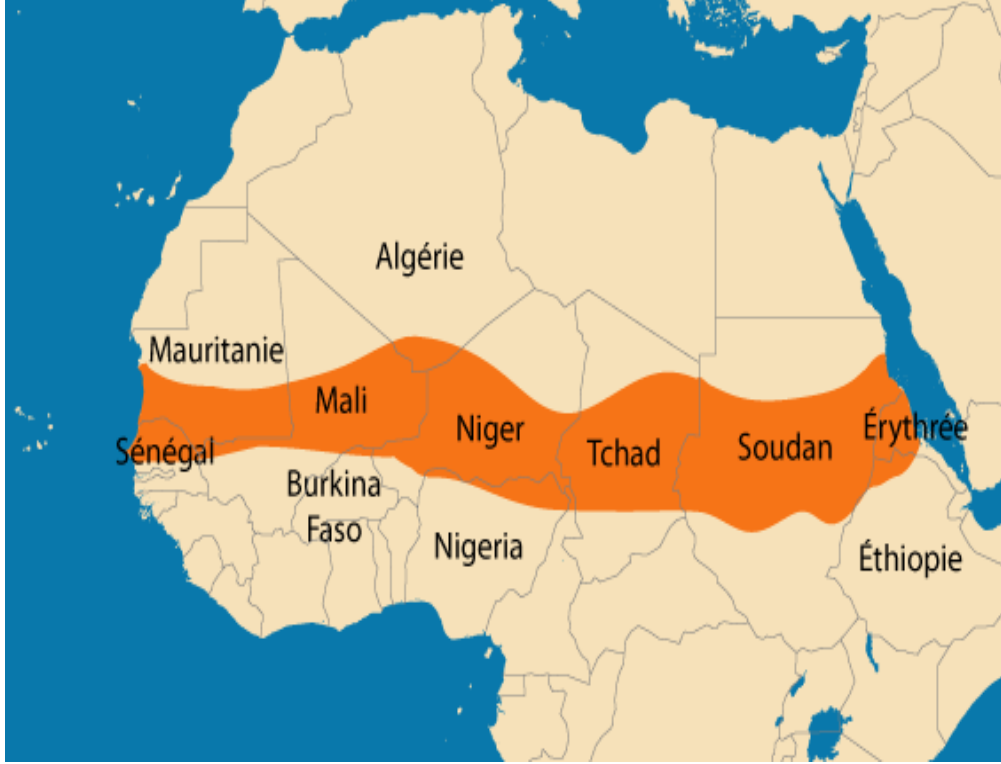 Algérie
Mauritanie
Mali
Niger
Érythrée
Sénégal
Tchad
Soudan
Burkina
Faso
Nigeria
Éthiopie